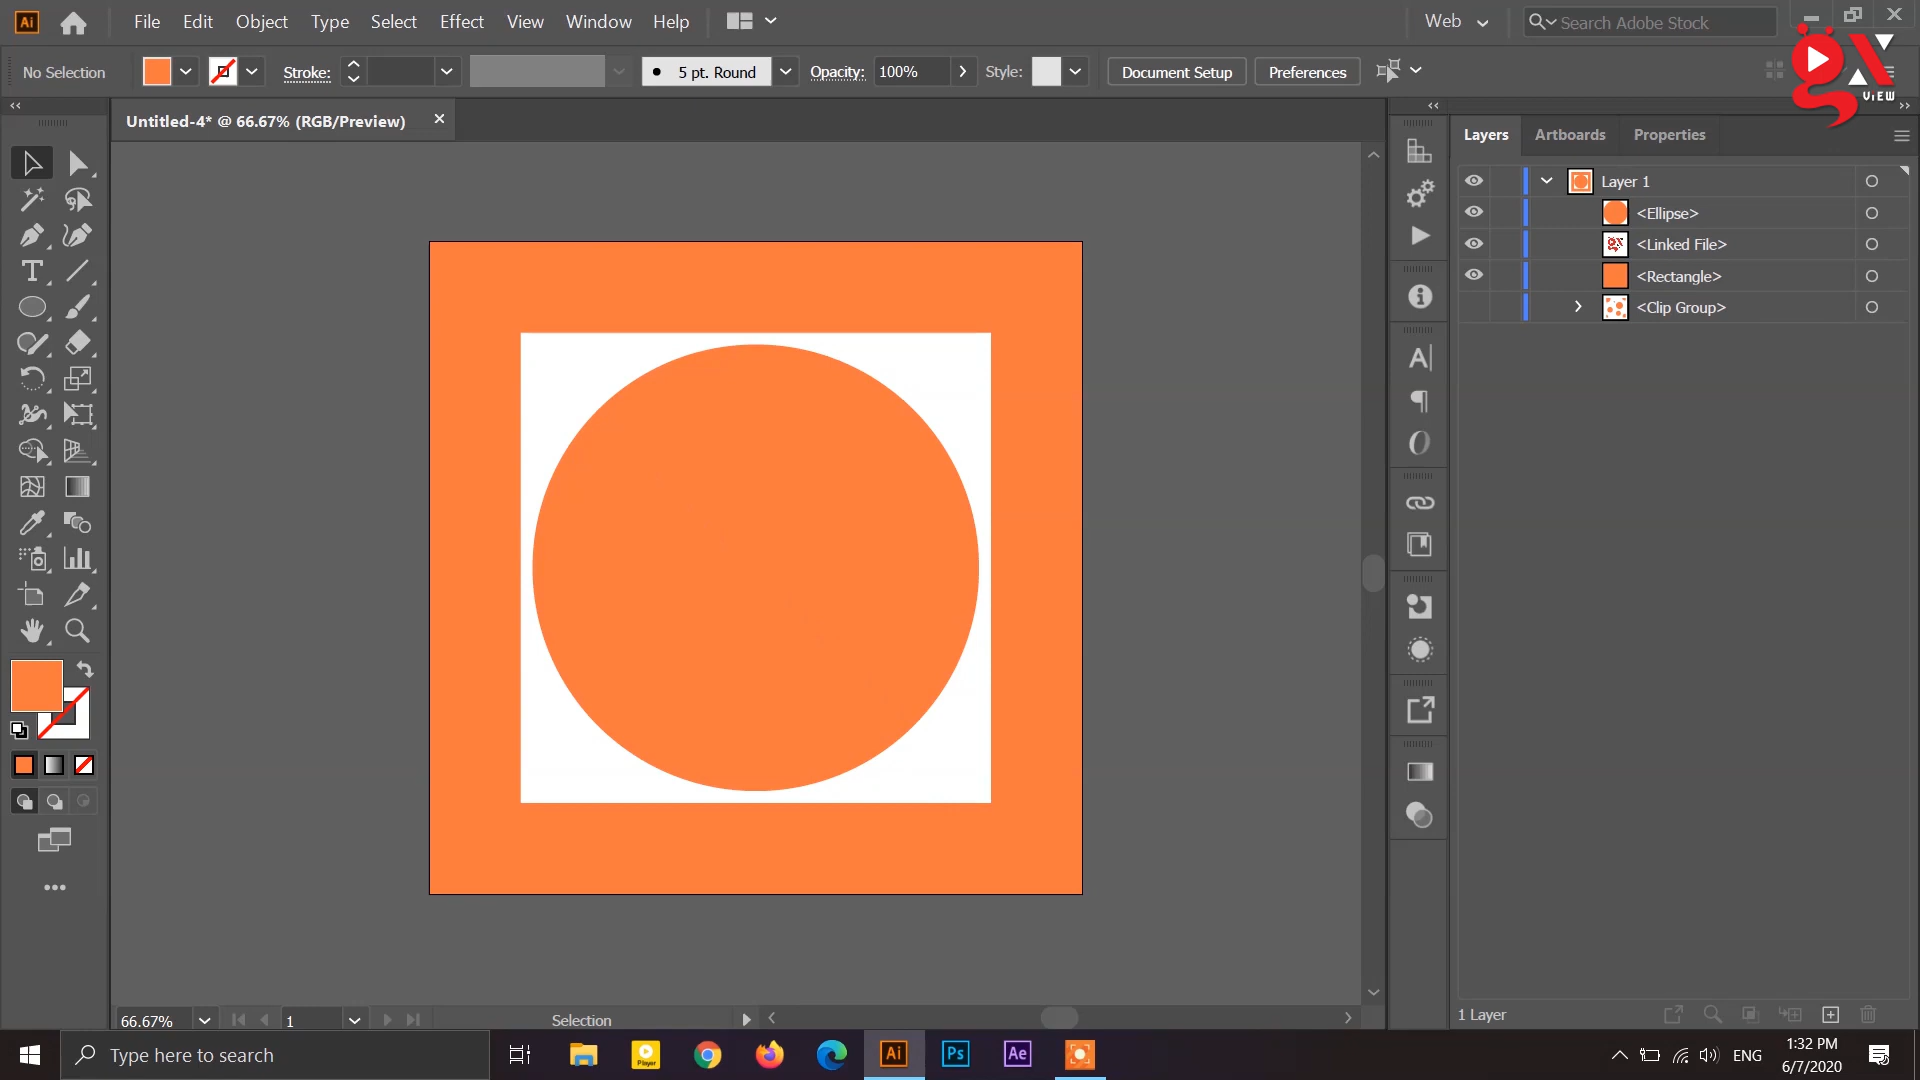 Ai
File Edit Object Type Select Effect View Window Help
Web
Search Adobe Stock
No Selection
Stroke:
5 pt. Round
Opacity: 100%
Style:
Document Setup
Preferences
gX
VIEW
Untitled-4* @ 66.67% (RGB/Preview)
Layers Artboards Properties
Layer 1
<Ellipse>
<Linked File>
<Rectangle>
<Clip Group>
66.67%
1
Selection
1 Layer
Type here to search
Player
Ai
Ps
Ae
ENG
1:32 PM
6/7/2020